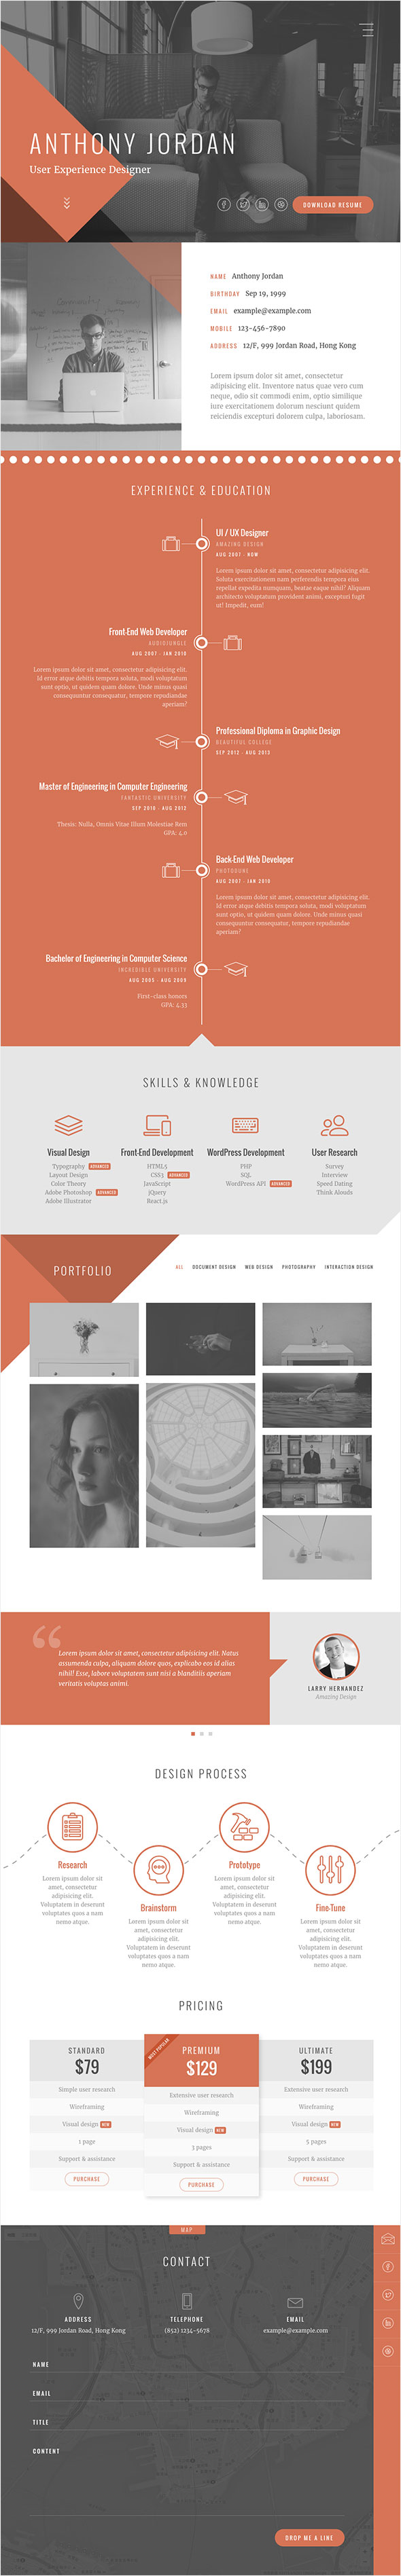 ANTHONY JORDAN
User Experience Designer
DOWNLOAD RESUME
NAME Anthony Jordan
BIRTHDAY Sep 19, 1999
EMAIL example@example.com
MOBILE 123-456-7890
ADDRESS 12/F, 999 Jordan Road, Hong Kong
Lorem ipsum dolor sit amet, consectetur
adipisicing elit. Inventore natus quae vero cum
neque, odio sit commodi enim, optio similique
iure exercitationem dolorum nesciunt quidem
reiciendis excepturi dolorem culpa, laboriosam.
EXPERIENCE & EDUCATION
UI / UX Designer
AMAZING DESIGN
AUG 2007 - NOW
Lorem ipsum dolor sit amet, consectetur adipisicing elit.
Soluta exercitationem nam perferendis tempora eius
repellat expedita numquam, beatae eaque nihil? Aliquam
architecto voluptatum provident animi, excepturi fugit
ut! Impedit, eum!
Front-End Web Developer
AUDIOJUNGLE
AUG 2007 - JAN 2010
Lorem ipsum dolor sit amet, consectetur adipisicing elit.
Id error atque debitis tempora soluta, modi voluptatum
sunt optio, ut quidem quam dolore. Unde minus quasi
consequuntur consequatur, tempore repudiandae
aperiam?
Professional Diploma in Graphic Design
BEAUTIFUL COLLEGE
SEP 2012 - AUG 2013
Master of Engineering in Computer Engineering
FANTASTIC UNIVERSITY
SEP 2010 - AUG 2012
Thesis: Nulla, Omnis Vitae Illum Molestiae Rem
GPA: 4.0
Back-End Web Developer
PHOTODUNE
AUG 2007 - JAN 2010
Lorem ipsum dolor sit amet, consectetur adipisicing elit.
Id error atque debitis tempora soluta, modi voluptatum
sunt optio, ut quidem quam dolore. Unde minus quasi
consequuntur consequatur, tempore repudiandae
aperiam?
Bachelor of Engineering in Computer Science
INCREDIBLE UNIVERSITY
AUG 2005 - AUG 2009
First-class honors
GPA: 4.33
SKILLS & KNOWLEDGE
Visual Design
Typography ADVANCED
Layout Design
Color Theory
Adobe Photoshop ADVANCED
Adobe Illustrator
Front-End Development
HTML5
CSS3 ADVANCED
JavaScript
jQuery
React.js
WordPress Development
PHP
SQL
WordPress API ADVANCED
User Research
Survey
Interview
Speed Dating
Think Alouds
PORTFOLIO
ALL DOCUMENT DESIGN WEB DESIGN PHOTOGRAPHY INTERACTION DESIGN
Lorem ipsum dolor sit amet, consectetur adipisicing elit. Natus
assumenda culpa, aliquam dolore quos, explicabo eos id alias
nihil! Esse, labore voluptatem sunt nisi a blanditiis aperiam
veritatis voluptas animi.
LARRY HERNANDEZ
Amazing Design
DESIGN PROCESS
Research
Lorem ipsum dolor sit
amet, consectetur
adipisicing elit.
Voluptatem in deserunt
voluptates quos a nam
nemo atque.
Brainstorm
Lorem ipsum dolor sit
amet, consectetur
adipisicing elit.
Voluptatem in deserunt
voluptates quos a nam
nemo atque.
Prototype
Lorem ipsum dolor sit
amet, consectetur
adipisicing elit.
Voluptatem in deserunt
voluptates quos a nam
nemo atque.
Fine-Tune
Lorem ipsum dolor sit
amet, consectetur
adipisicing elit.
Voluptatem in deserunt
voluptates quos a nam
nemo atque.
PRICING
STANDARD
$79
Simple user research
Wireframing
Visual design NEW
1 page
Support & assistance
PURCHASE
MOST POPULAR
PREMIUM
$129
Extensive user research
Wireframing
Visual design NEW
3 pages
Support & assistance
PURCHASE
ULTIMATE
$199
Extensive user research
Wireframing
Visual design NEW
5 pages
Support & assistance
PURCHASE
MAP
CONTACT
ADDRESS
12/F, 999 Jordan Road, Hong Kong
TELEPHONE
(852) 1234-5678
EMAIL
example@example.com
NAME
EMAIL
TITLE
CONTENT
DROP ME A LINE